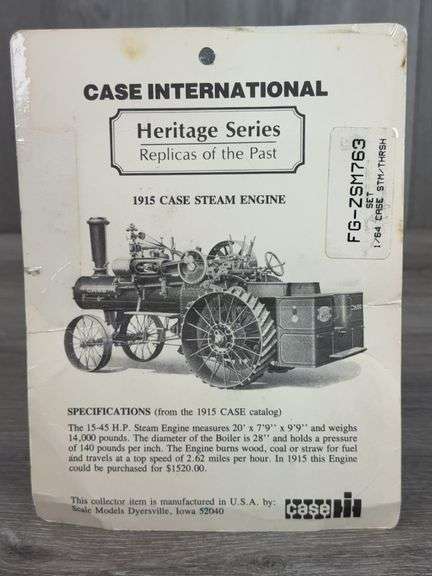 CASE INTERNATIONAL
Heritage Series
Replicas of the Past
FG-ZSM763
SET
1/64 CASE STM/THRSH
1915 CASE STEAM ENGINE
SPECIFICATIONS (from the 1915 CASE catalog)
The 15-45 H.P. Steam Engine measures 20' x 7'9'' x 9'9'' and weighs
14,000 pounds. The diameter of the Boiler is 28'' and holds a pressure
of 140 pounds per inch. The Engine burns wood, coal or straw for fuel
and travels at a top speed of 2.62 miles per hour. In 1915 this Engine
could be purchased for $1520.00.
This collector item is manufactured in U.S.A. by:
Scale Models Dyersville, Iowa 52040
case IH